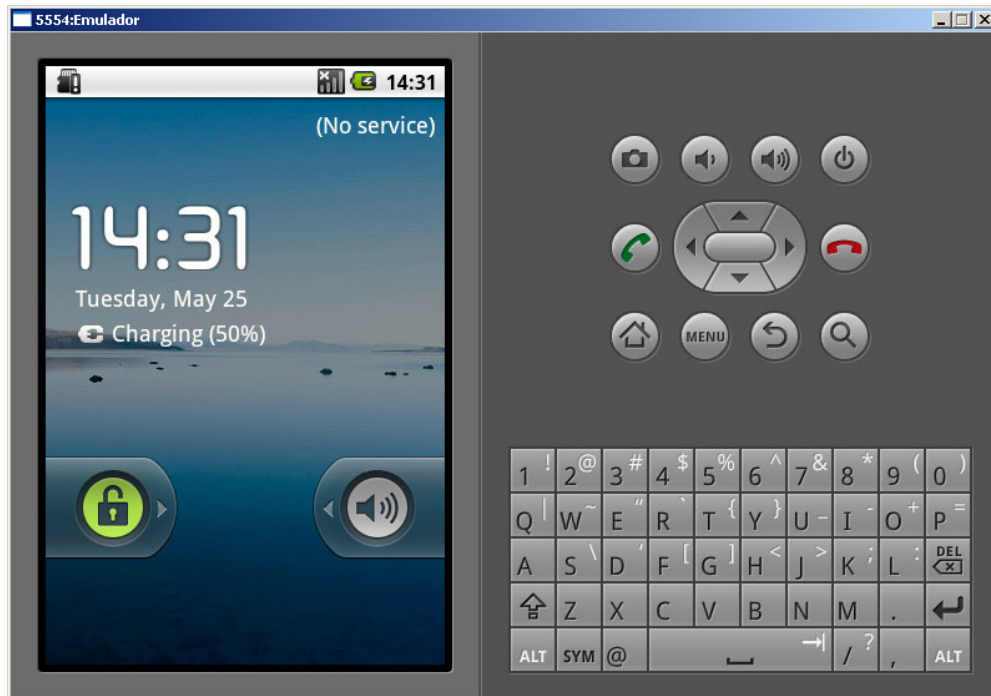 5554:Emulador
14:31
(No service)
14:31
Tuesday, May 25
Charging (50%)
MENU
1 ! 2 @ 3 # 4 $ 5 % 6 ^ 7 & 8 * 9 ( 0 )
Q | W ~ E “ R ` T { Y } U _ I - O + P =
A S \ D ‘ F [ G ] H < J > K ; L : DEL
Z X C V B N M .
ALT SYM @ / ? , ALT